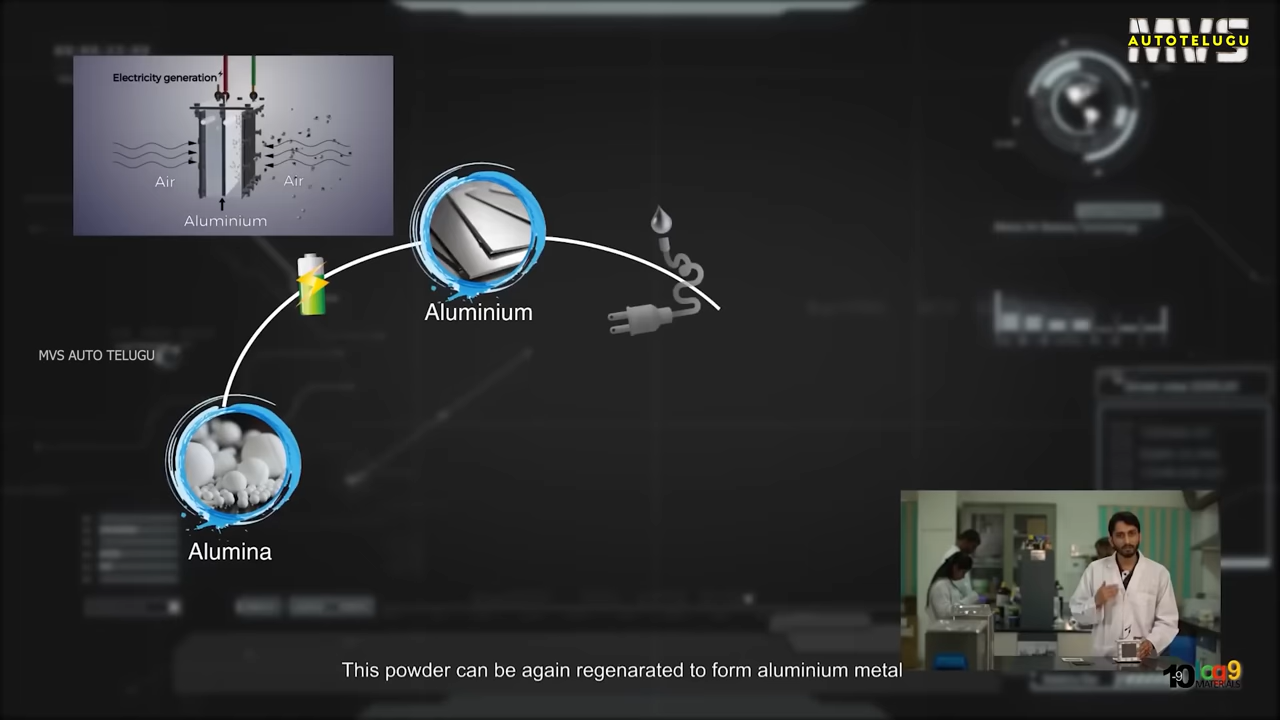 MVS
AUTOTELUGU
Electricity generation
Air
Air
Aluminium
Aluminium
MVS AUTO TELUGU
Alumina
This powder can be again regenarated to form aluminium metal
MATERIALS